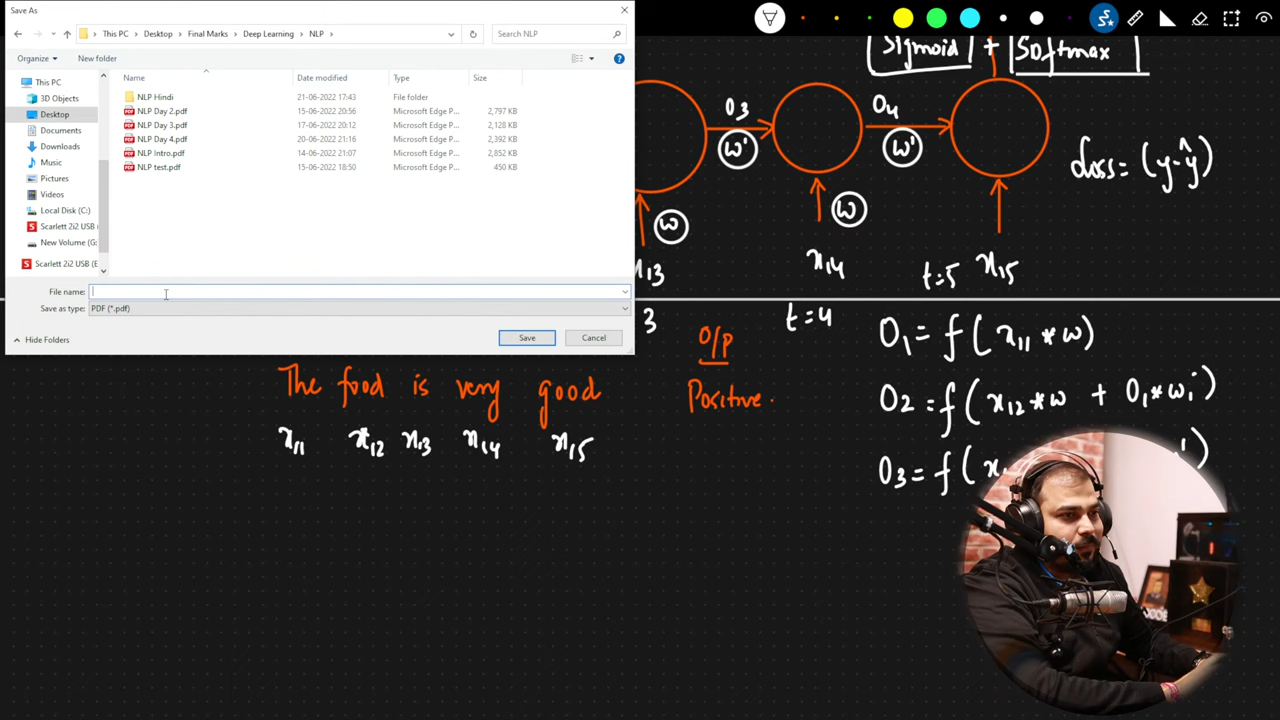 Save As
This PC > Desktop > Final Marks > Deep Learning > NLP >
Search NLP
Organize
New folder
Name
Date modified
Type
Size
This PC
3D Objects
Desktop
Documents
Downloads
Music
Pictures
Videos
Local Disk (C:)
Scarlett 2i2 USB (
New Volume (G:
Scarlett 2i2 USB (E
NLP Hindi 21-06-2022 17:43 File folder
NLP Day 2.pdf 15-06-2022 20:56 Microsoft Edge P... 2,797 KB
NLP Day 3.pdf 17-06-2022 20:12 Microsoft Edge P... 2,128 KB
NLP Day 4.pdf 20-06-2022 21:16 Microsoft Edge P... 2,392 KB
NLP Intro.pdf 14-06-2022 21:07 Microsoft Edge P... 2,852 KB
NLP test.pdf 15-06-2022 18:50 Microsoft Edge P... 450 KB
File name:
Save as type: PDF (*.pdf)
Hide Folders
Save
Cancel
Sigmoid + Softmax
O3 O4
w' w'
loss = (y-ŷ)
w w
x13 x14 t=5 x15
3 t=4
O/P
Positive.
The food is very good
x11 x12 x13 x14 x15
O1 = f(x11 * w)
O2 = f(x12 * w + O1 * w')
O3 = f(x